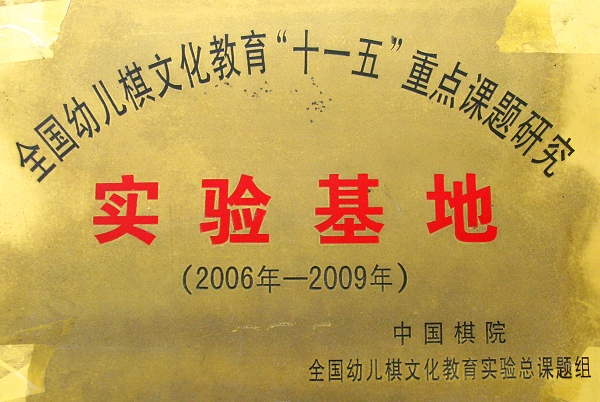 全国幼儿棋文化教育“十一五”重点课题研究
实验基地
(2006年—2009年)
中国棋院
全国幼儿棋文化教育实验总课题组